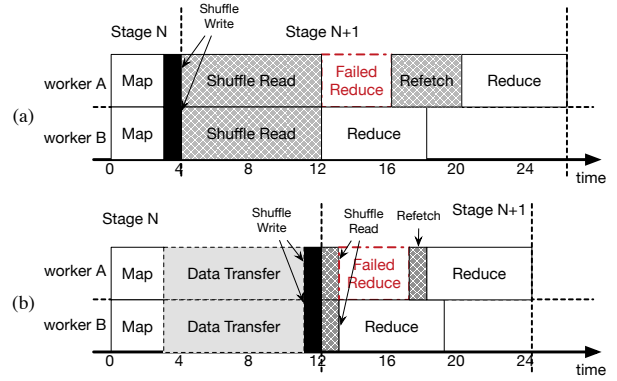 Stage N
Shuffle
Write
Stage N+1
worker A
Map
Shuffle Read
Failed
Reduce
Refetch
Reduce
(a)
worker B
Map
Shuffle Read
Reduce
0 4 8 12 16 20 24
time
Stage N
Shuffle
Write
Shuffle
Read
Refetch
Stage N+1
worker A
Map
Data Transfer
Failed
Reduce
Reduce
(b)
worker B
Map
Data Transfer
Reduce
0 4 8 12 16 20 24
time